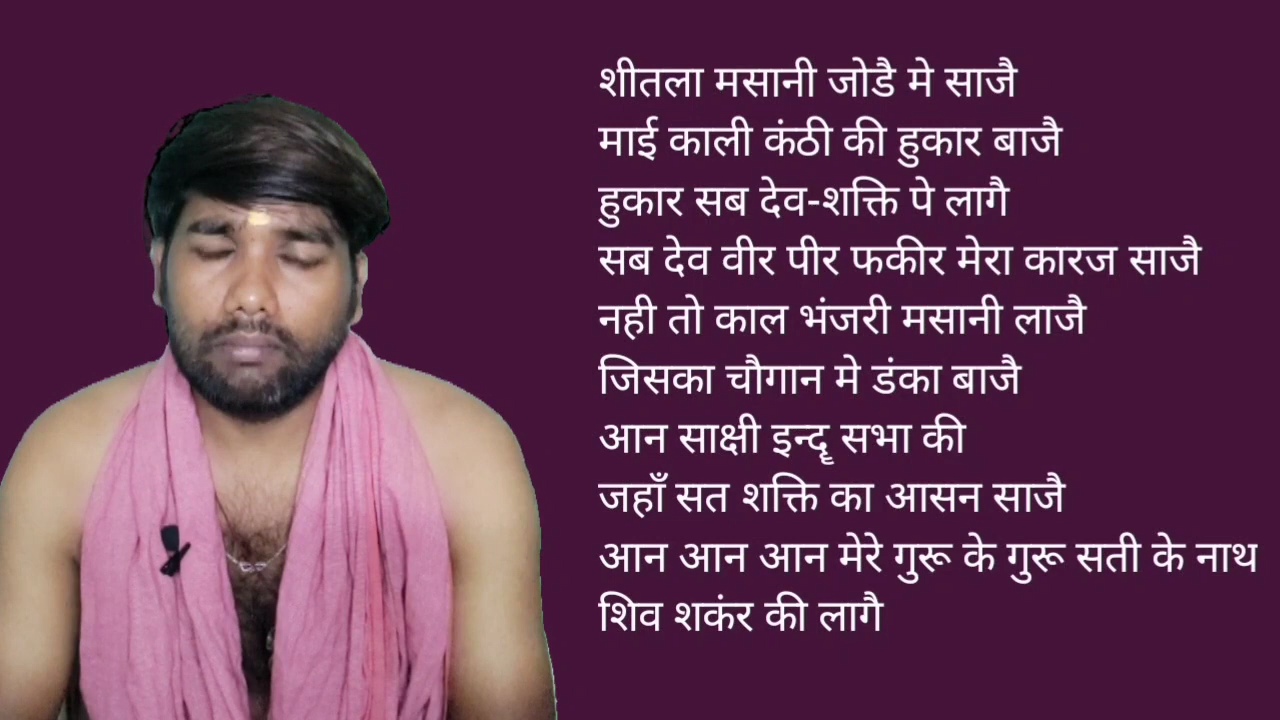 शीतला मसानी जोडै मे साजै
माई काली कंठी की हुकार बाजै
हुकार सब देव-शक्ति पे लागै
सब देव वीर पीर फकीर मेरा कारज साजै
नही तो काल भंजरी मसानी लाजै
जिसका चौगान मे डंका बाजै
आन साक्षी इन्दॄ सभा की
जहाँ सत शक्ति का आसन साजै
आन आन आन मेरे गुरू के गुरू सती के नाथ
शिव शकंर की लागै